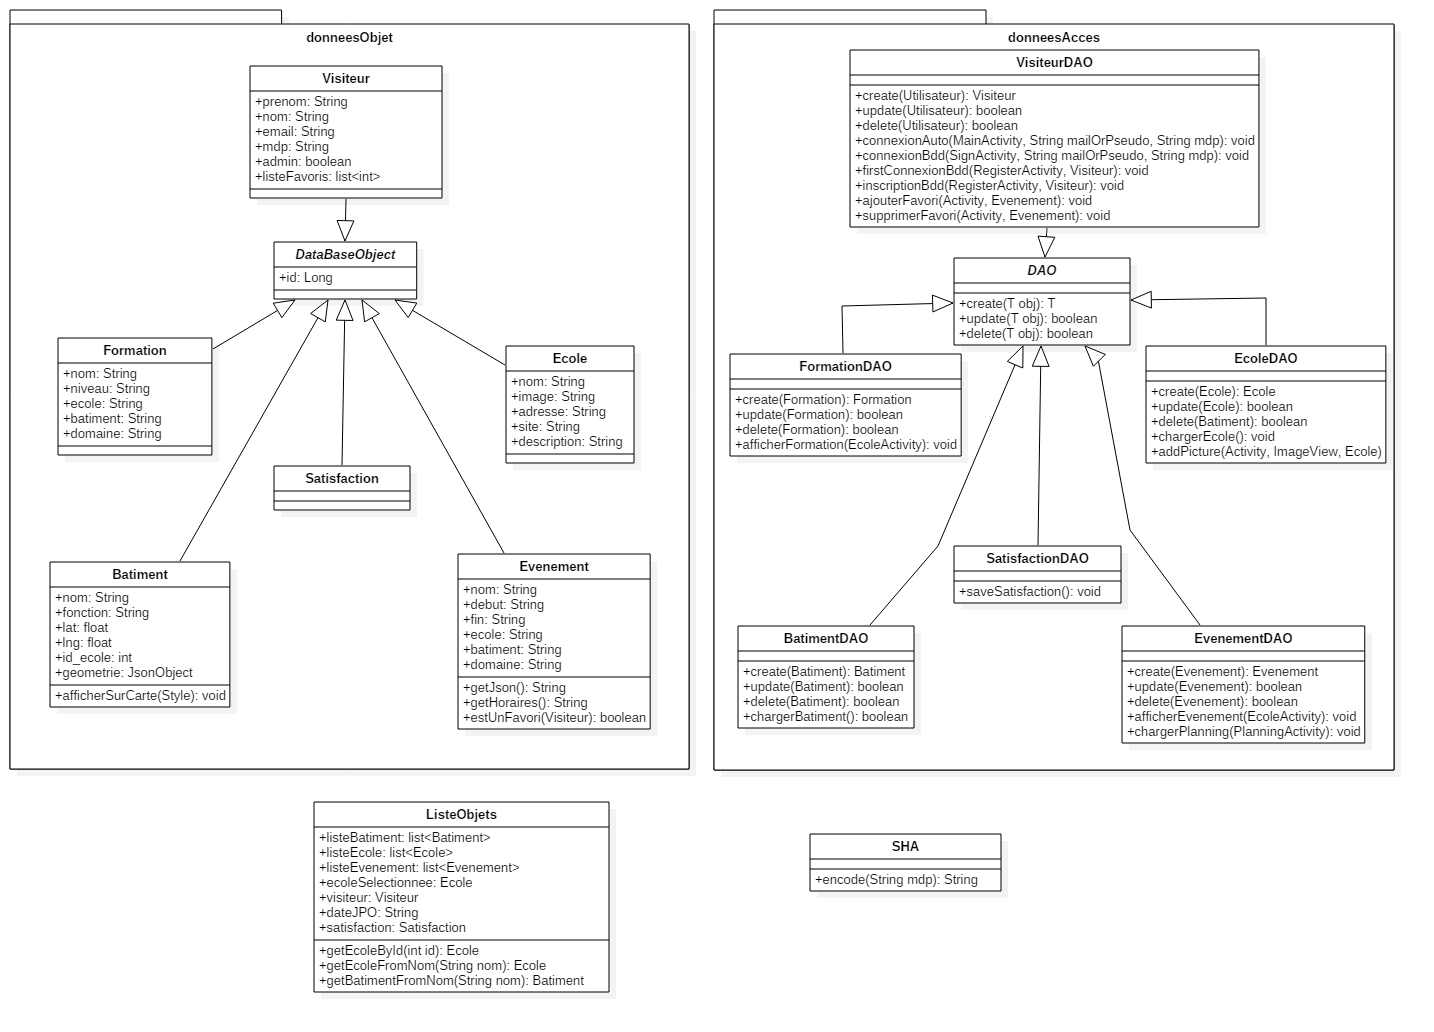 donneesObjet
Visiteur
+prenom: String
+nom: String
+email: String
+mdp: String
+admin: boolean
+listeFavoris: list<int>
DataBaseObject
+id: Long
Formation
+nom: String
+niveau: String
+ecole: String
+batiment: String
+domaine: String
Ecole
+nom: String
+image: String
+adresse: String
+site: String
+description: String
Satisfaction
Batiment
+nom: String
+fonction: String
+lat: float
+lng: float
+id_ecole: int
+geometrie: JsonObject
+afficherSurCarte(Style): void
Evenement
+nom: String
+debut: String
+fin: String
+ecole: String
+batiment: String
+domaine: String
+getJson(): String
+getHoraires(): String
+estUnFavori(Visiteur): boolean
donneesAcces
VisiteurDAO
+create(Utilisateur): Visiteur
+update(Utilisateur): boolean
+delete(Utilisateur): boolean
+connexionAuto(MainActivity, String mailOrPseudo, String mdp): void
+connexionBdd(SignActivity, String mailOrPseudo, String mdp): void
+firstConnexionBdd(RegisterActivity, Visiteur): void
+inscriptionBdd(RegisterActivity, Visiteur): void
+ajouterFavori(Activity, Evenement): void
+supprimerFavori(Activity, Evenement): void
DAO
+create(T obj): T
+update(T obj): boolean
+delete(T obj): boolean
FormationDAO
+create(Formation): Formation
+update(Formation): boolean
+delete(Formation): boolean
+afficherFormation(EcoleActivity): void
EcoleDAO
+create(Ecole): Ecole
+update(Ecole): boolean
+delete(Batiment): boolean
+chargerEcole(): void
+addPicture(Activity, ImageView, Ecole)
SatisfactionDAO
+saveSatisfaction(): void
BatimentDAO
+create(Batiment): Batiment
+update(Batiment): boolean
+delete(Batiment): boolean
+chargerBatiment(): boolean
EvenementDAO
+create(Evenement): Evenement
+update(Evenement): boolean
+delete(Evenement): boolean
+afficherEvenement(EcoleActivity): void
+chargerPlanning(PlanningActivity): void
ListeObjets
+listeBatiment: list<Batiment>
+listeEcole: list<Ecole>
+listeEvenement: list<Evenement>
+ecoleSelectionnee: Ecole
+visiteur: Visiteur
+dateJPO: String
+satisfaction: Satisfaction
+getEcoleById(int id): Ecole
+getEcoleFromNom(String nom): Ecole
+getBatimentFromNom(String nom): Batiment
SHA
+encode(String mdp): String